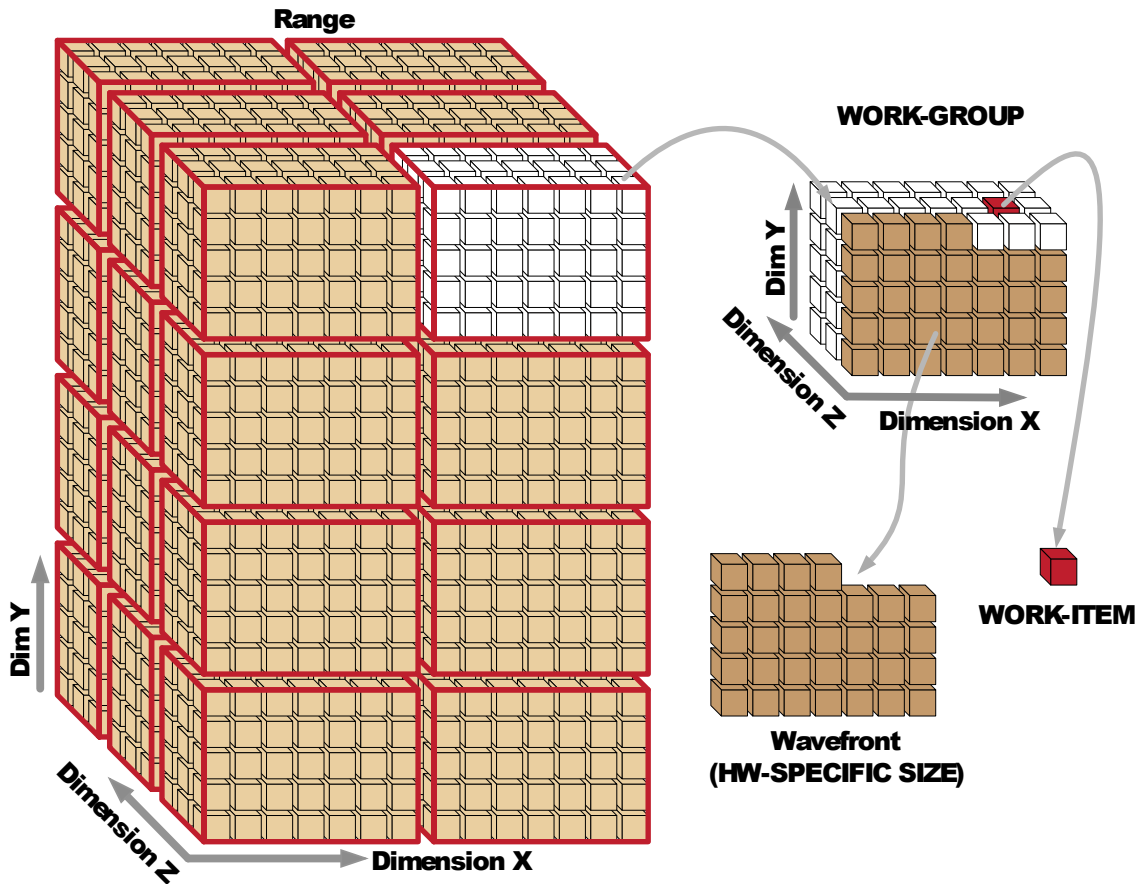 Range
WORK-GROUP
Dim Y
Dimension Z
Dimension X
WORK-ITEM
Wavefront
(HW-SPECIFIC SIZE)
Dim Y
Dimension Z
Dimension X